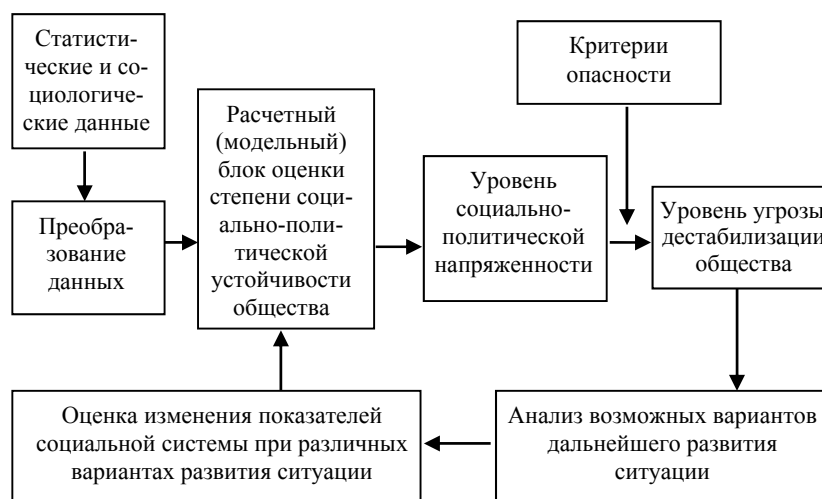 Статисти-
ческие и со-
циологиче-
ские данные
Критерии
опасности
Расчетный
(модельный)
блок оценки
степени соци-
ально-поли-
тической
устойчивости
общества
Уровень
социально-
политической
напряженности
Уровень угрозы
дестабилизации
общества
Преобра-
зование
данных
Оценка изменения показателей
социальной системы при различных
вариантах развития ситуации
Анализ возможных вариантов
дальнейшего развития
ситуации